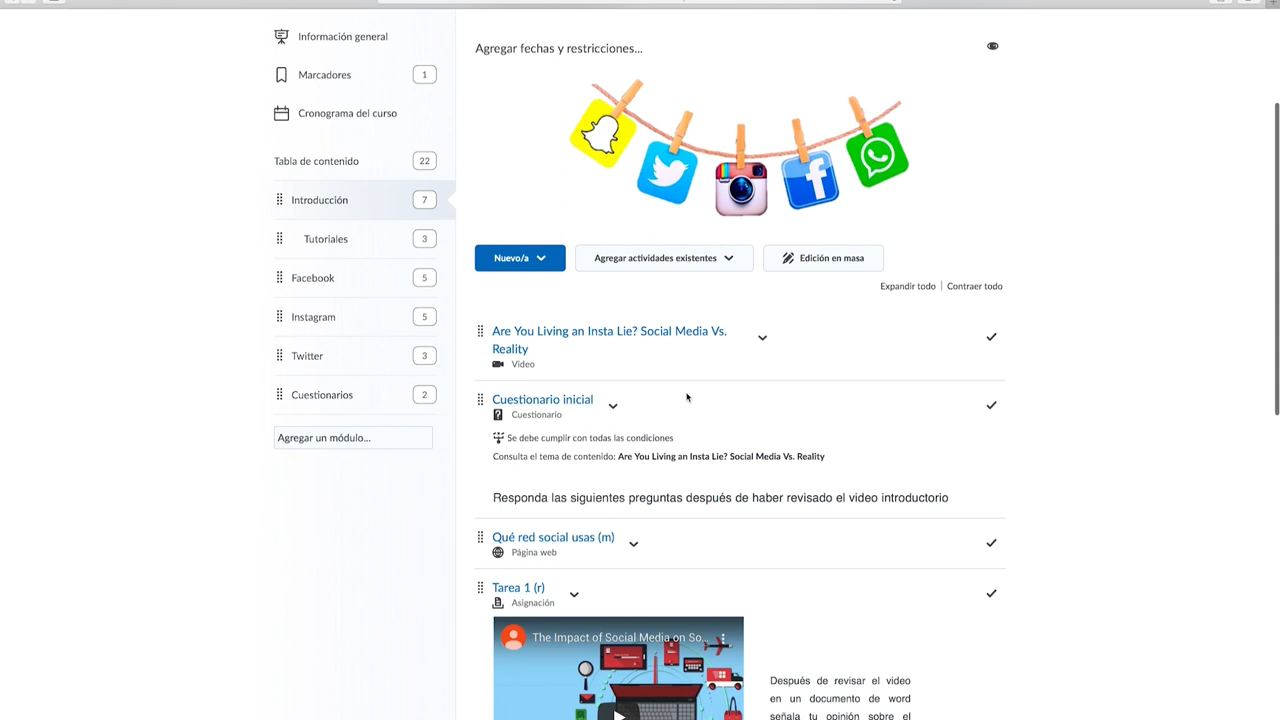 Información general
Marcadores 1
Cronograma del curso
Tabla de contenido 22
Introducción 7
Tutoriales 3
Facebook 5
Instagram 5
Twitter 3
Cuestionarios 2
Agregar un módulo...
Agregar fechas y restricciones...
Nuevo/a Agregar actividades existentes Edición en masa
Expandir todo | Contraer todo
Are You Living an Insta Lie? Social Media Vs.
Reality
Video
Cuestionario inicial
Cuestionario
Se debe cumplir con todas las condiciones
Consulta el tema de contenido: Are You Living an Insta Lie? Social Media Vs. Reality
Responda las siguientes preguntas después de haber revisado el video introductorio
Qué red social usas (m)
Página web
Tarea 1 (r)
Asignación
The Impact of Social Media on So...
Después de revisar el video
en un documento de word
señala tu opinión sobre el